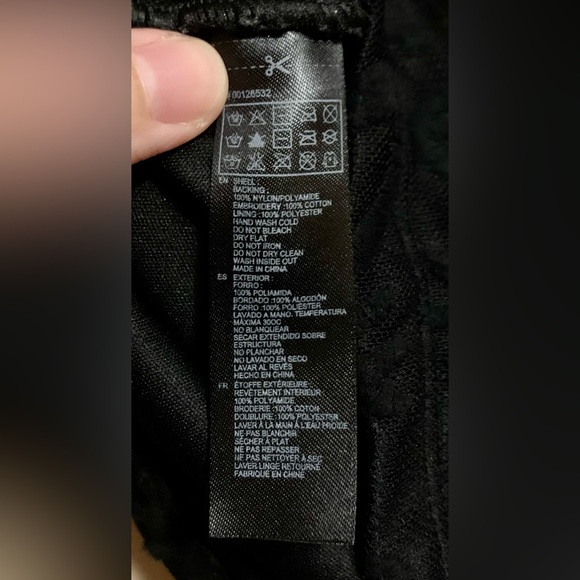 00126532
EN SHELL :
BACKING :
100% NYLON/POLYAMIDE
EMBROIDERY :100% COTTON
LINING :100% POLYESTER
HAND WASH COLD
DO NOT BLEACH
DRY FLAT
DO NOT IRON
DO NOT DRY CLEAN
WASH INSIDE OUT
MADE IN CHINA
ES EXTERIOR :
FORRO :
100% POLIAMIDA
BORDADO :100% ALGODÓN
FORRO :100% POLIÉSTER
LAVADO A MANO. TEMPERATURA
MÁXIMA 30OC
NO BLANQUEAR
SECAR EXTENDIDO SOBRE
ESTRUCTURA
NO PLANCHAR
NO LAVADO EN SECO
LAVAR AL REVÉS
HECHO EN CHINA
FR ÉTOFFE EXTÉRIEURE :
REVÊTEMENT INTÉRIEUR
100% POLYAMIDE
BRODERIE :100% COTON
DOUBLURE :100% POLYESTER
LAVER À LA MAIN À L'EAU FROIDE
NE PAS BLANCHIR
SÉCHER À PLAT
NE PAS REPASSER
NE PAS NETTOYER À SEC
LAVER LINGE RETOURNÉ
FABRIQUÉ EN CHINE